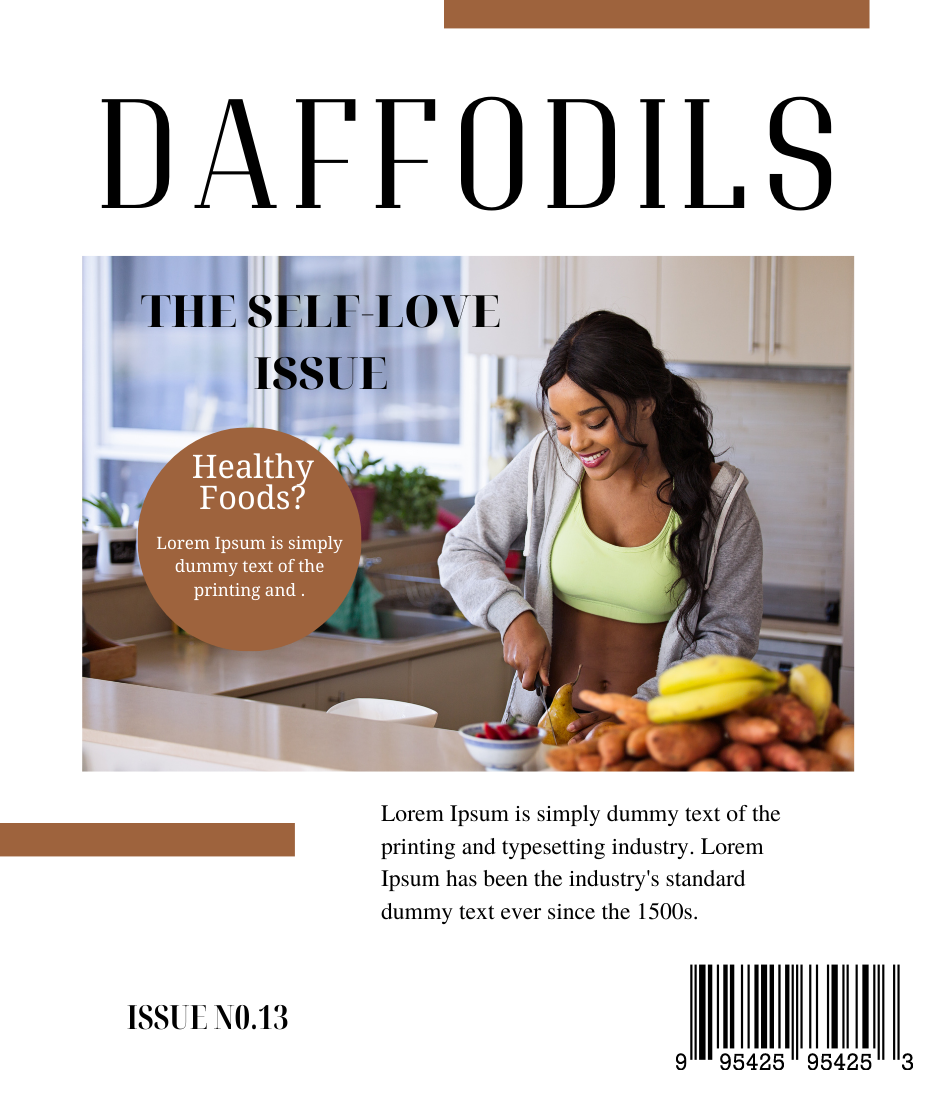 DAFFODILS
THE SELF-LOVE
ISSUE
Healthy
Foods?
Lorem Ipsum is simply
dummy text of the
printing and .
Lorem Ipsum is simply dummy text of the
printing and typesetting industry. Lorem
Ipsum has been the industry's standard
dummy text ever since the 1500s.
ISSUE N0.13
9 95425 95425 3